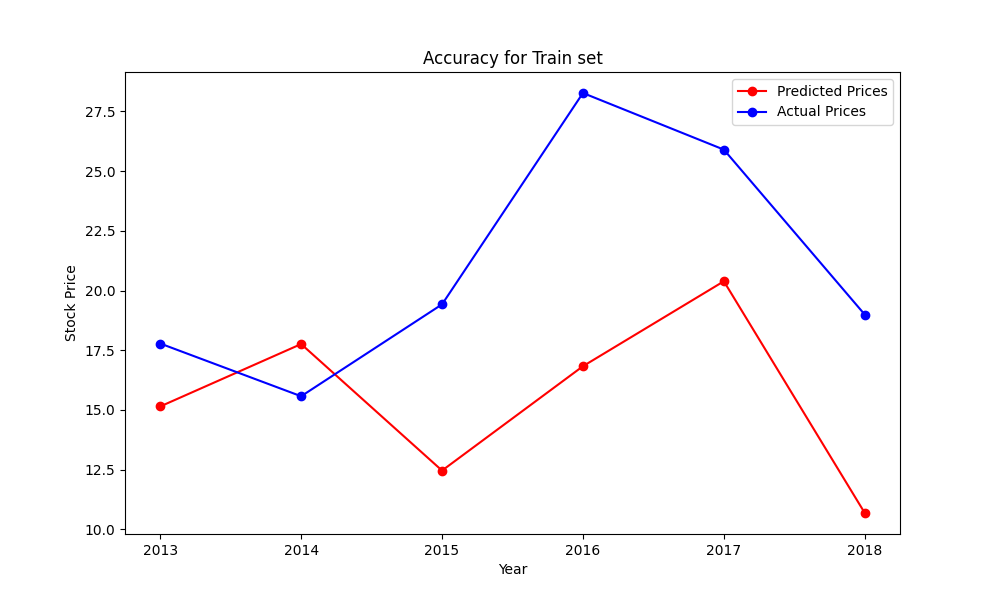 Accuracy for Train set
Predicted Prices
Actual Prices
27.5
25.0
22.5
20.0
17.5
15.0
12.5
10.0
Stock Price
2013 2014 2015 2016 2017 2018
Year